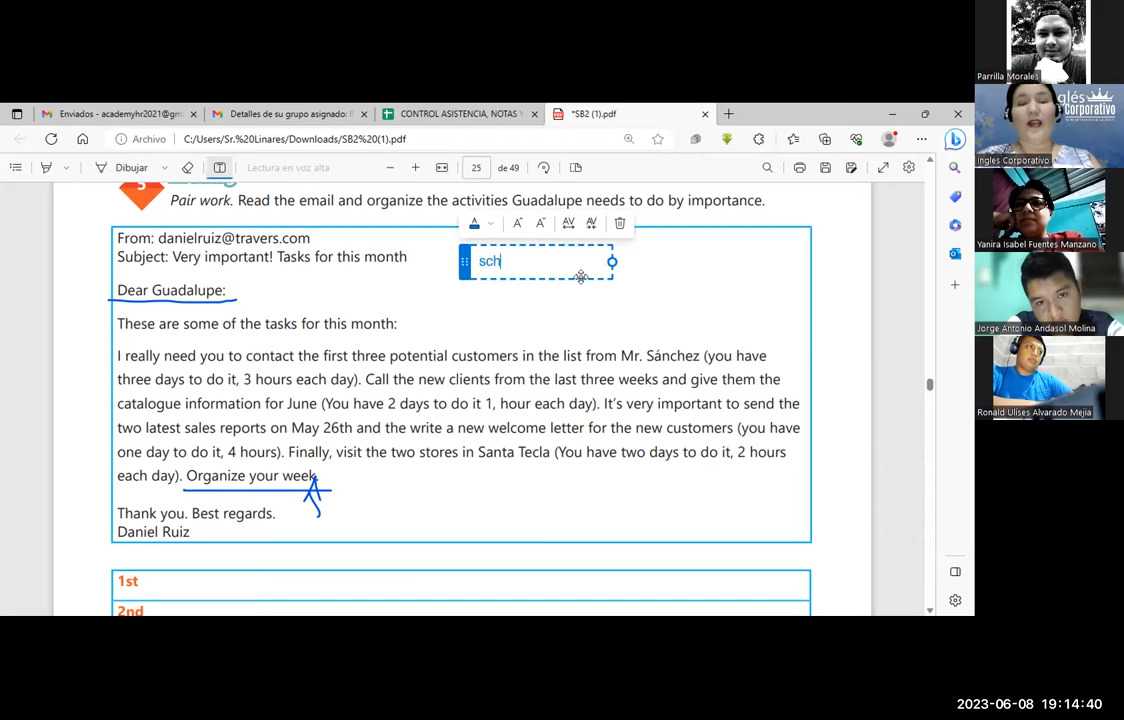 Enviados - academyhr2021@gm
Detalles de su grupo asignado: I
CONTROL ASISTENCIA, NOTAS Y
*SB2 (1).pdf
Archivo
C:/Users/Sr.%20Linares/Downloads/SB2%20(1).pdf
Dibujar
Lectura en voz alta
25
de 49
Pair work. Read the email and organize the activities Guadalupe needs to do by importance.
From: danielruiz@travers.com
Subject: Very important! Tasks for this month
sch
Dear Guadalupe:
These are some of the tasks for this month:
I really need you to contact the first three potential customers in the list from Mr. Sánchez (you have
three days to do it, 3 hours each day). Call the new clients from the last three weeks and give them the
catalogue information for June (You have 2 days to do it 1, hour each day). It's very important to send the
two latest sales reports on May 26th and the write a new welcome letter for the new customers (you have
one day to do it, 4 hours). Finally, visit the two stores in Santa Tecla (You have two days to do it, 2 hours
each day). Organize your week
Thank you. Best regards.
Daniel Ruiz
1st
2nd
Parrilla Morales
glés
Corporativo
Ingles Corporativo
Yanira Isabel Fuentes Manzano
Jorge Antonio Andasol Molina
Ronald Ulises Alvarado Mejia
2023-06-08 19:14:40